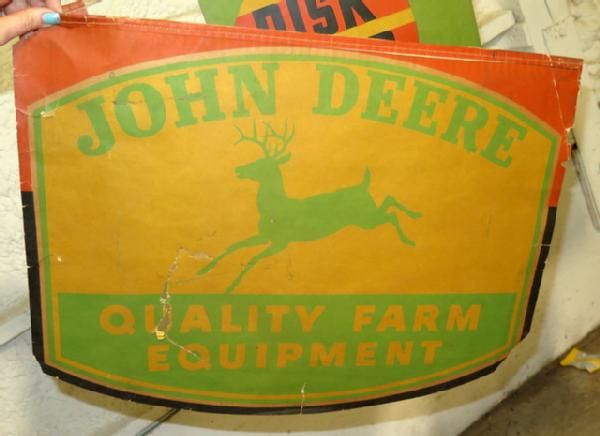 DISK
JOHN DEERE
QUALITY FARM
EQUIPMENT